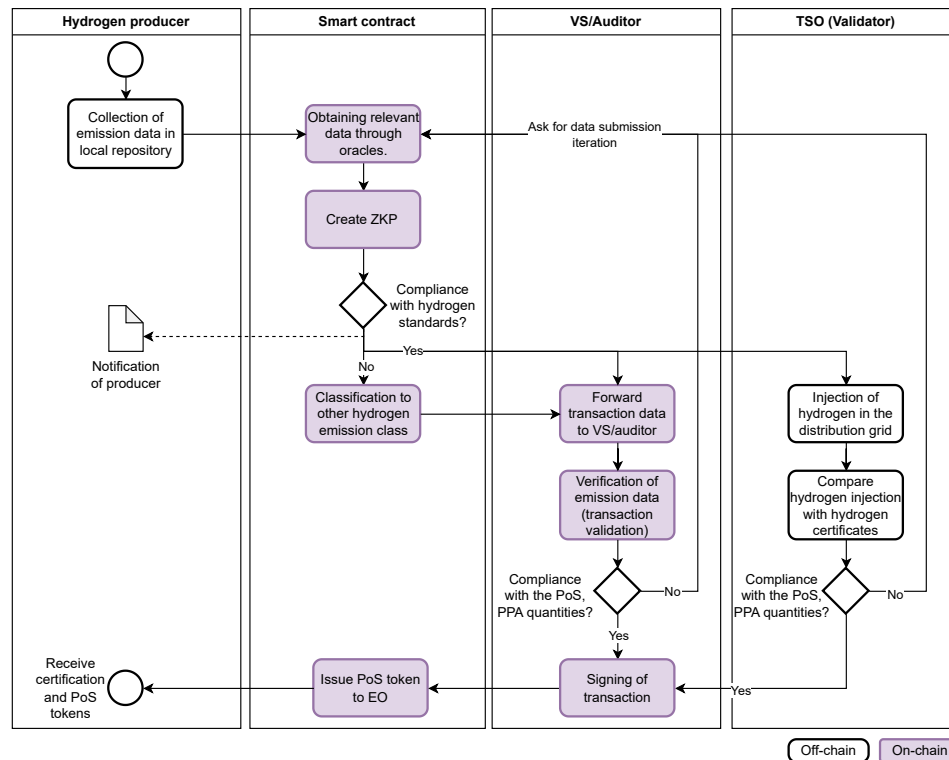 Hydrogen producer
Smart contract
VS/Auditor
TSO (Validator)
Collection of
emission data in
local repository
Obtaining relevant
data through
oracles.
Ask for data submission
iteration
Create ZKP
Compliance
with hydrogen
standards?
Notification
of producer
Yes
No
Classification to
other hydrogen
emission class
Forward
transaction data
to VS/auditor
Injection of
hydrogen in the
distribution grid
Verification of
emission data
(transaction
validation)
Compare
hydrogen injection
with hydrogen
certificates
Compliance
with the PoS,
PPA quantities?
No
Compliance
with the PoS,
PPA quantities?
No
Yes
Receive
certification
and PoS
tokens
Issue PoS token
to EO
Signing of
transaction
Yes
Off-chain
On-chain